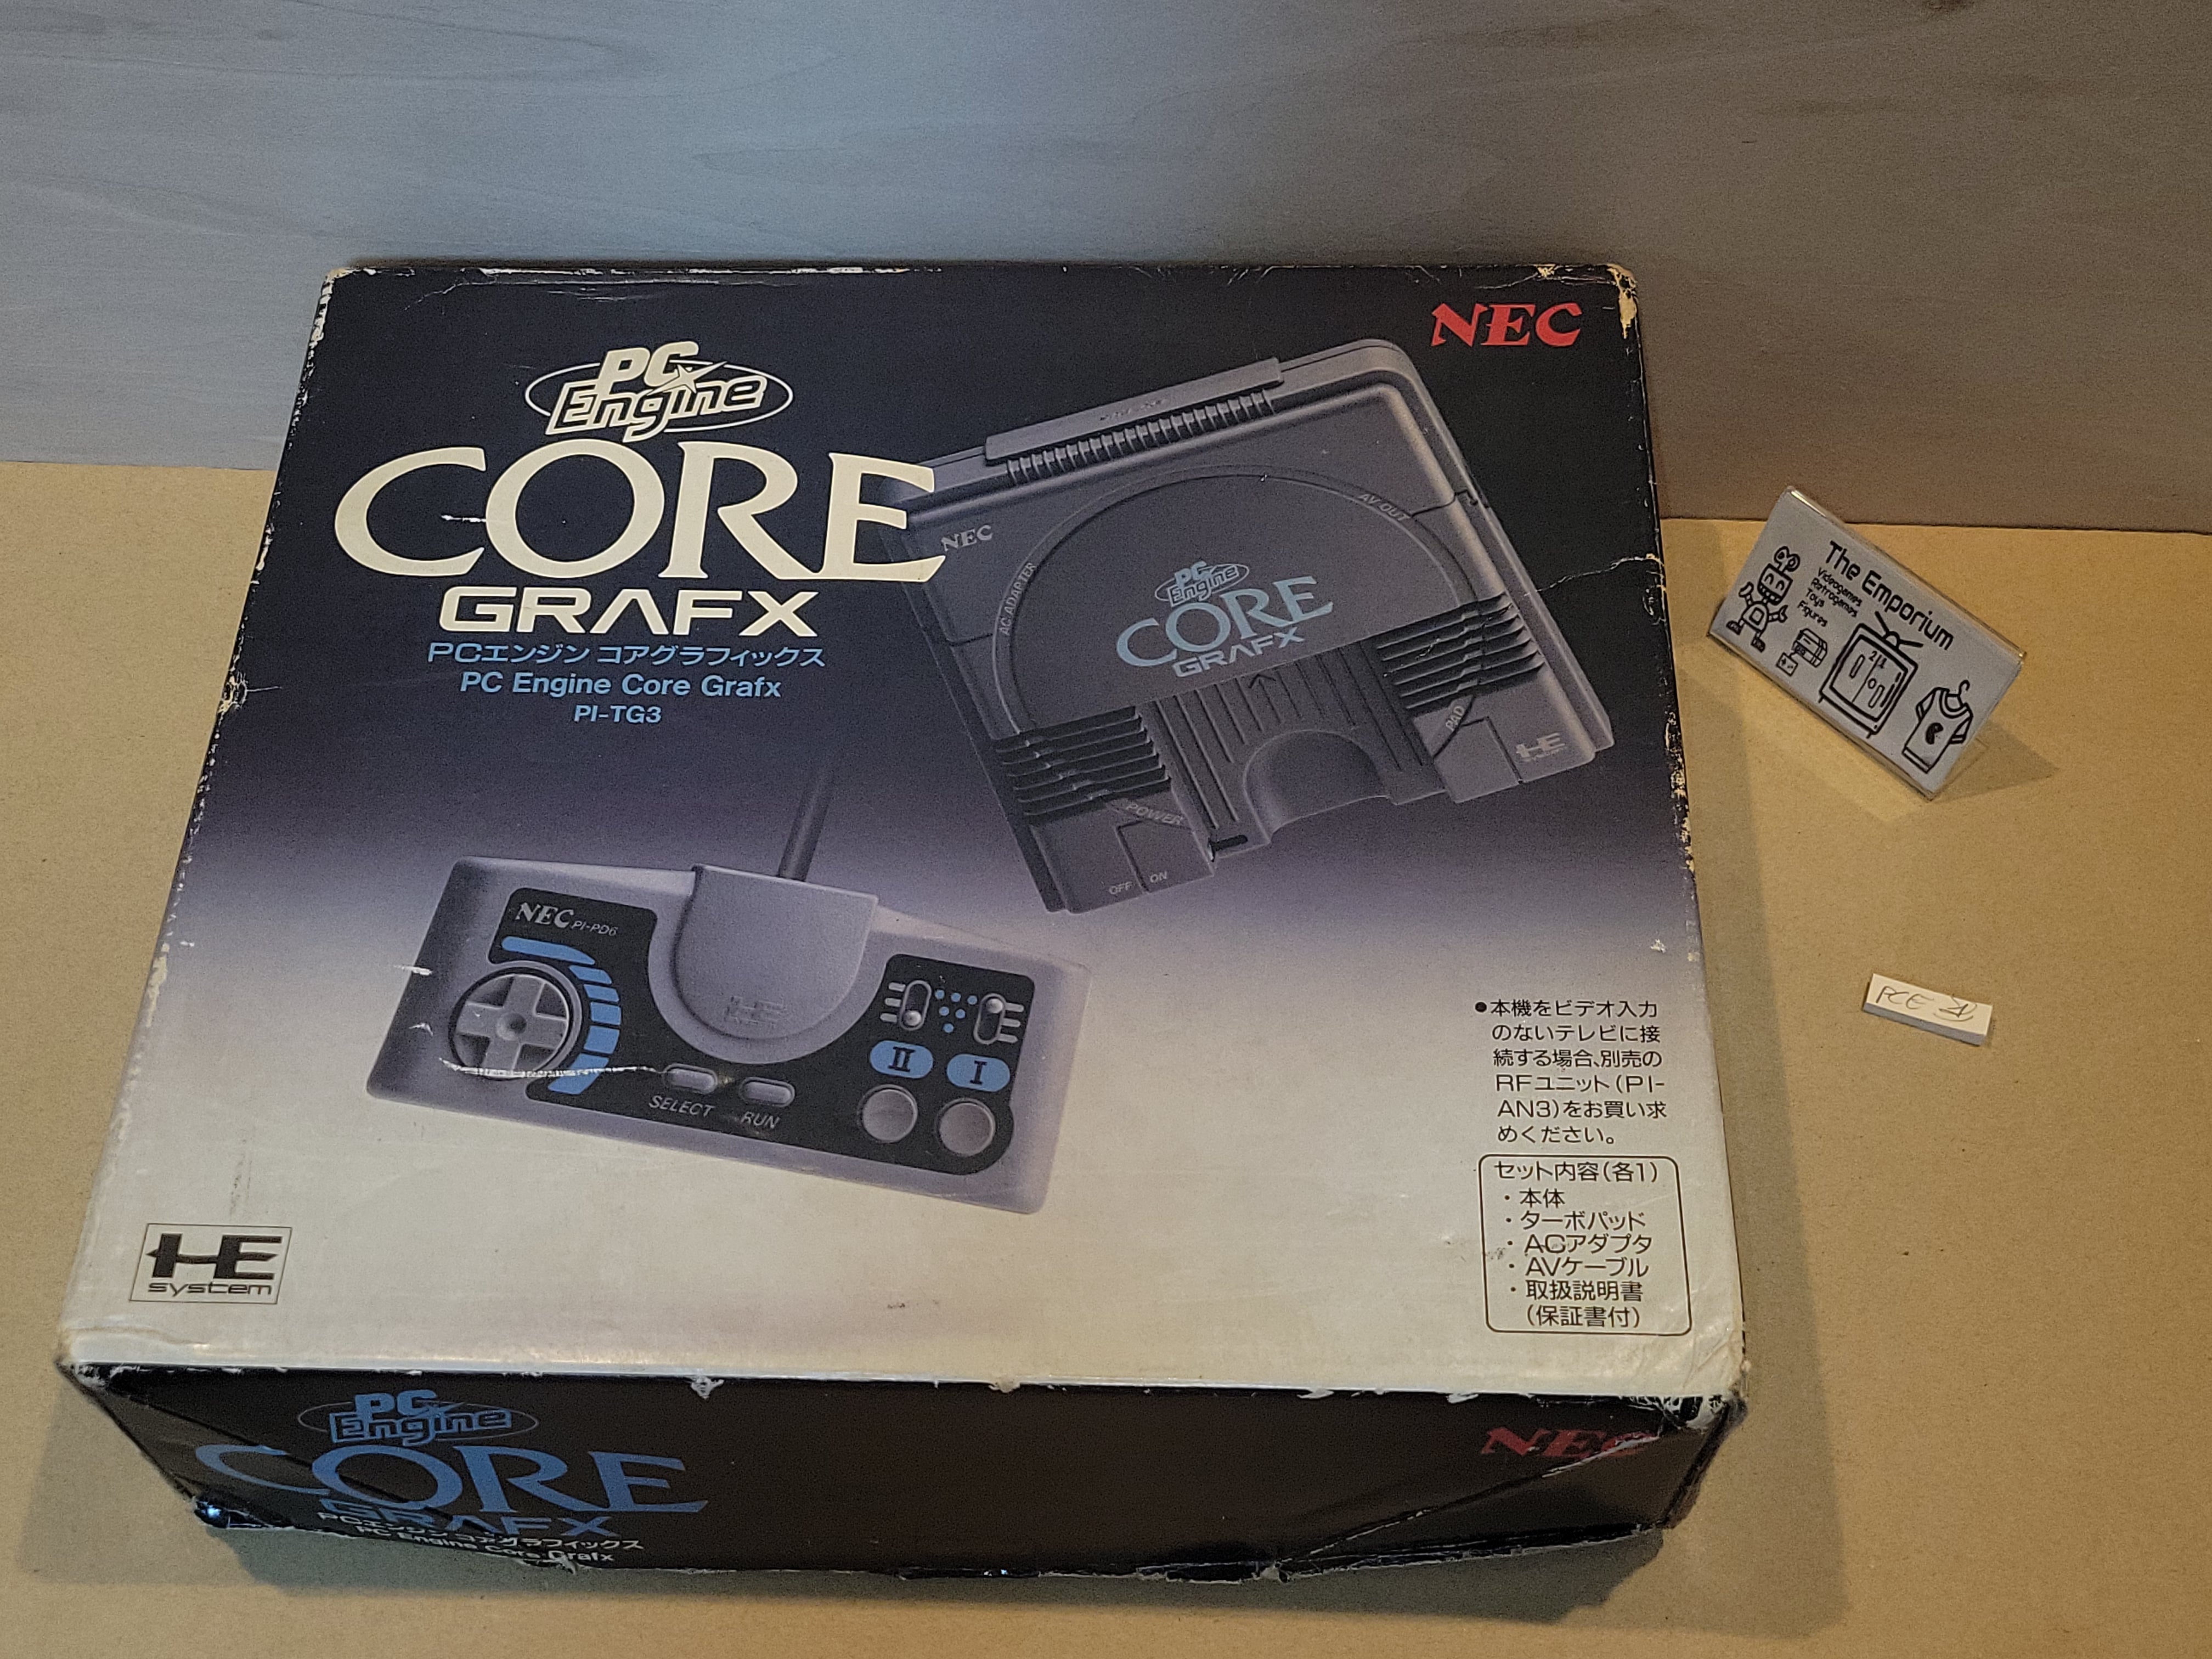 NEC
PC
Engine
CORE
GRAFX
PCエンジン コアグラフィックス
PC Engine Core Grafx
PI-TG3
NEC
AC ADAPTER
AV OUT
PC
Engine
CORE
GRAFX
PAD
HE
POWER
OFF ON
NEC PI-PD6
HE
II I
SELECT RUN
●本機をビデオ入力
のないテレビに接
続する場合、別売の
RFユニット(PI-
AN3)をお買い求
めください。
セット内容(各1)
・本体
・ターボパッド
・ACアダプタ
・AVケーブル
・取扱説明書
(保証書付)
HE
system
PC
Engine
CORE
GRAFX
PCエンジン コアグラフィックス
PC Engine Core Grafx
NEC
The Emporium
Videogames
Retrogames
Toys
Figures
PCE